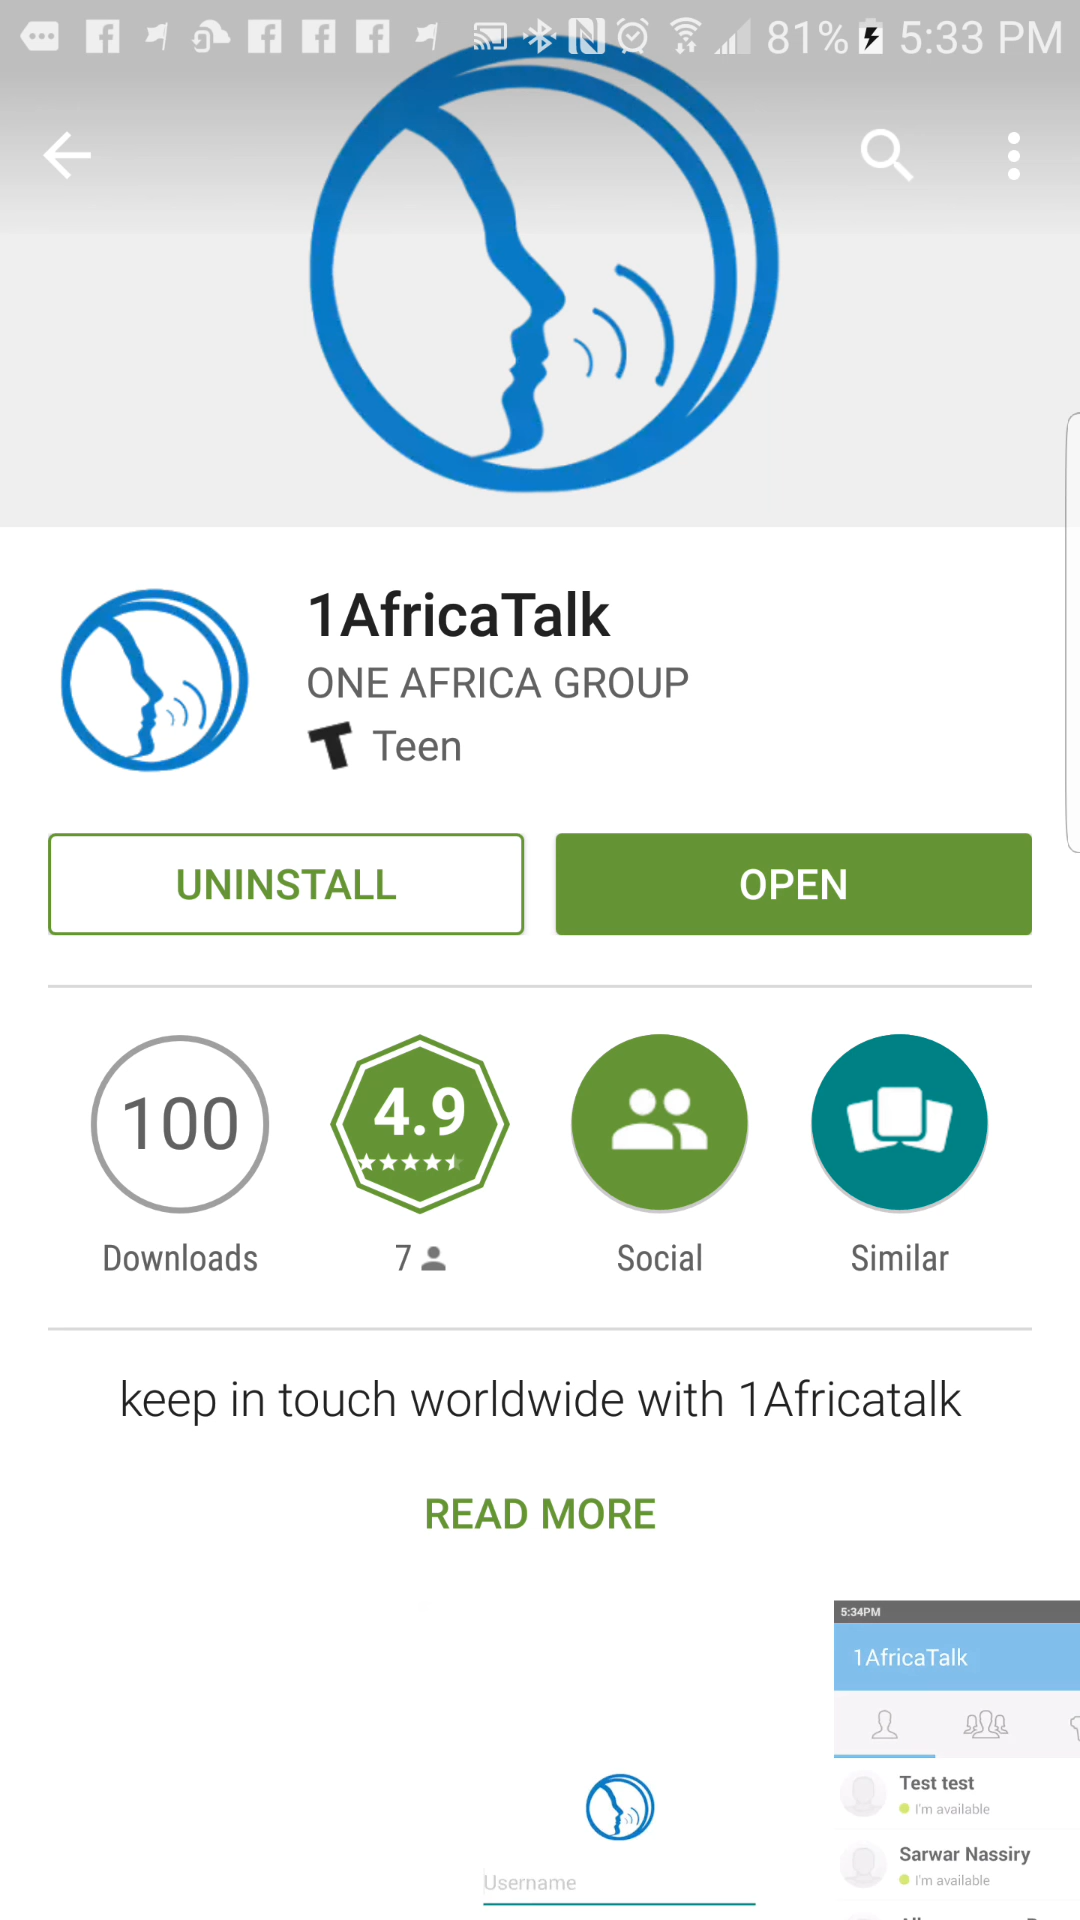 81% 5:33 PM
1AfricaTalk
ONE AFRICA GROUP
T Teen
UNINSTALL
OPEN
100
4.9
Downloads
7
Social
Similar
keep in touch worldwide with 1Africatalk
READ MORE
5:34PM
1AfricaTalk
Test test
I'm available
Sarwar Nassiry
I'm available
Username